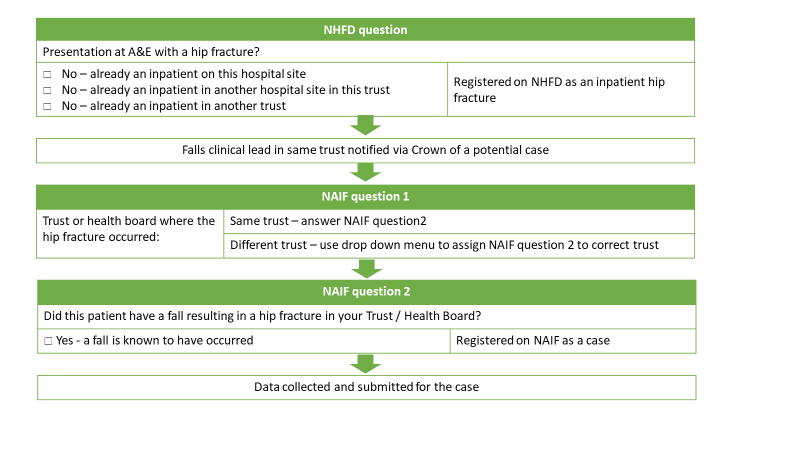 NHFD question
Presentation at A&E with a hip fracture?
□ No – already an inpatient on this hospital site
□ No – already an inpatient in another hospital site in this trust
□ No – already an inpatient in another trust
Registered on NHFD as an inpatient hip
fracture
Falls clinical lead in same trust notified via Crown of a potential case
NAIF question 1
Trust or health board where the
hip fracture occurred:
Same trust – answer NAIF question2
Different trust – use drop down menu to assign NAIF question 2 to correct trust
NAIF question 2
Did this patient have a fall resulting in a hip fracture in your Trust / Health Board?
□ Yes - a fall is known to have occurred
Registered on NAIF as a case
Data collected and submitted for the case